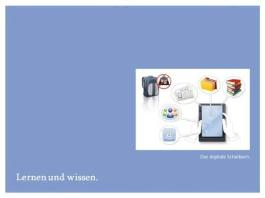 Das digitale Schulbuch.
Lernen und wissen.